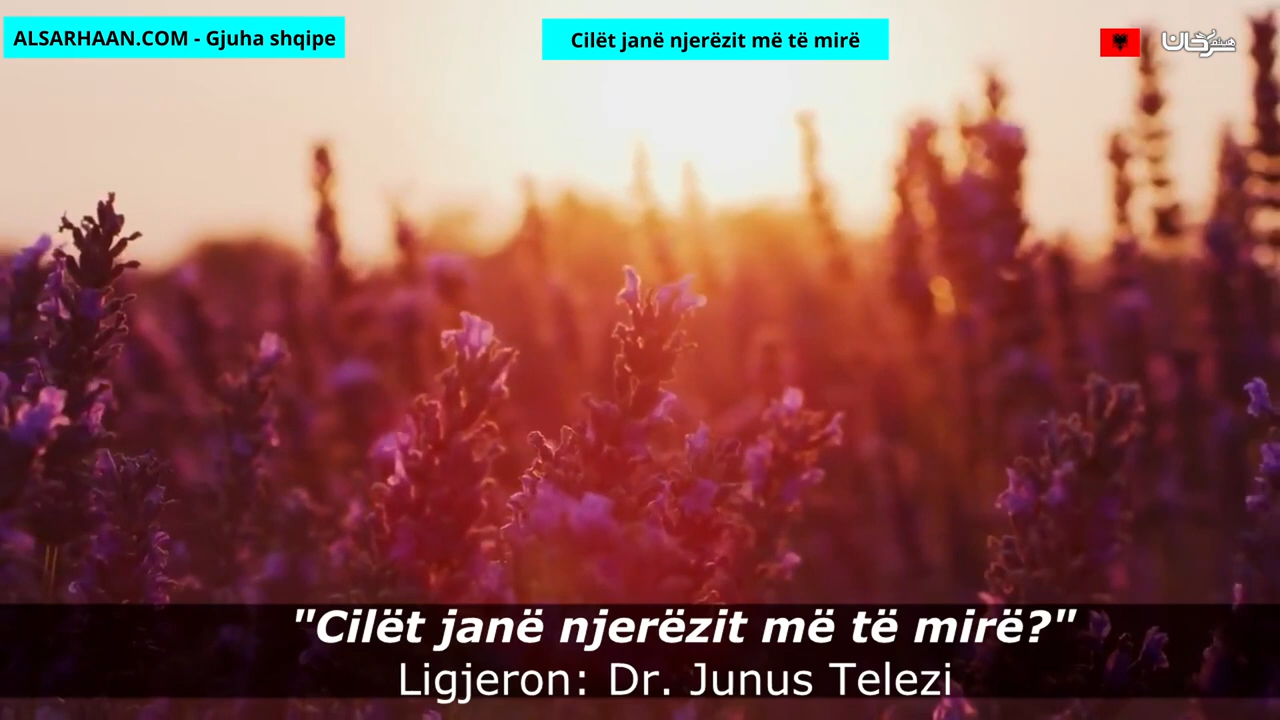 ALSARHAAN.COM - Gjuha shqipe
Cilët janë njerëzit më të mirë
"Cilët janë njerëzit më të mirë?"
Ligjeron: Dr. Junus Telezi